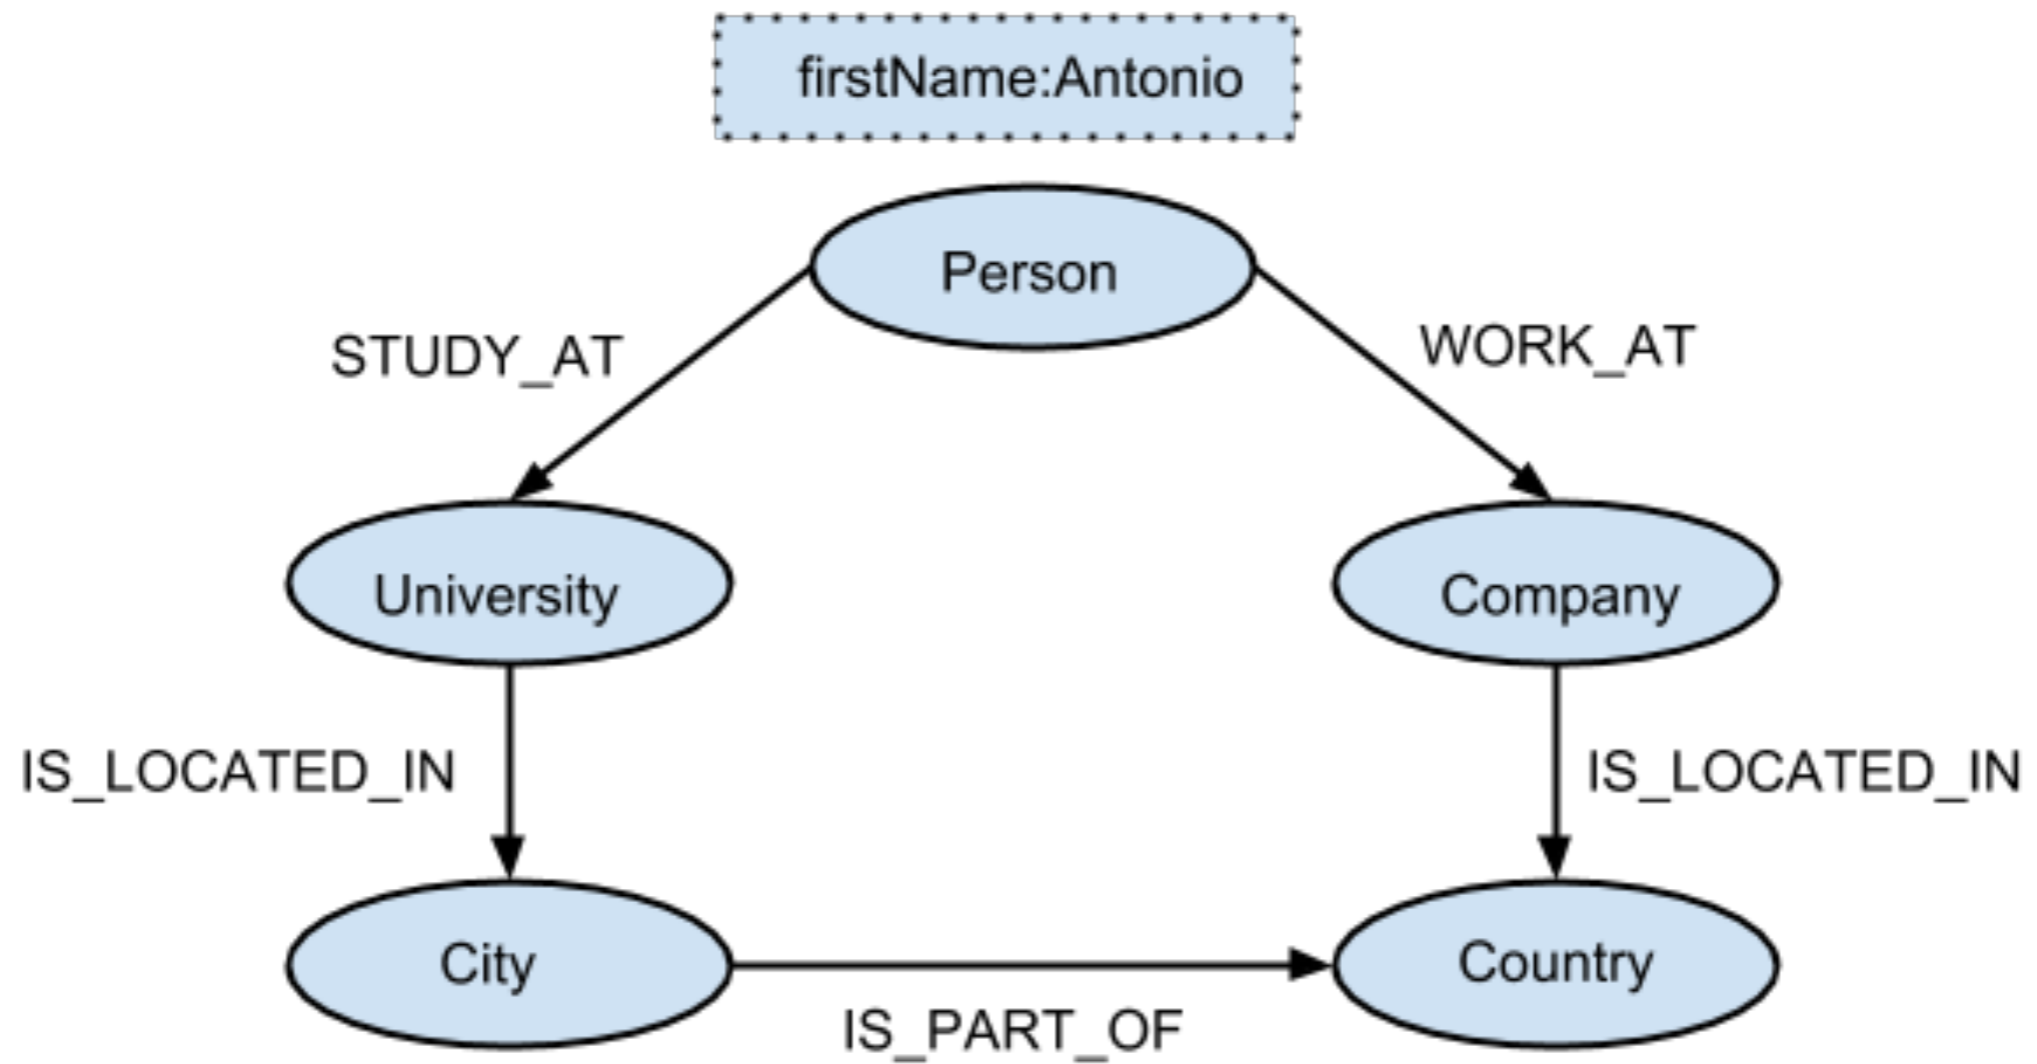 firstName:Antonio
Person
STUDY_AT
WORK_AT
University
Company
IS_LOCATED_IN
IS_LOCATED_IN
City
Country
IS_PART_OF